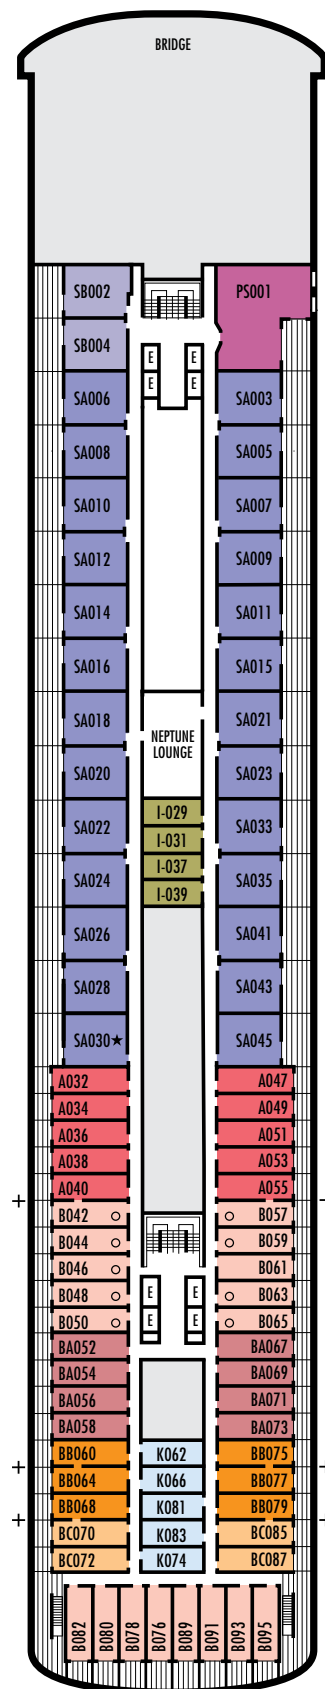 BRIDGE
SB002 PS001
SB004 E E
E E
SA006 SA003
SA008 SA005
SA010 SA007
SA012 SA009
SA014 SA011
SA016 SA015
SA018 SA021
NEPTUNE
LOUNGE
SA020 SA023
I-029
SA022 SA033
I-031
I-037
SA024 SA035
I-039
SA026 SA041
SA028 SA043
SA030★ SA045
A032 A047
A034 A049
A036 A051
A038 A053
A040 A055
B042 B057
B044 B059
B046 B061
B048 E E B063
B050 E E B065
BA052 BA067
BA054 BA069
BA056 BA071
BA058 BA073
BB060 K062 BB075
BB064 K066 BB077
BB068 K081 BB079
BC070 K083 BC085
BC072 K074 BC087
B082 B080 B078 B076 B089 B091 B093 B095